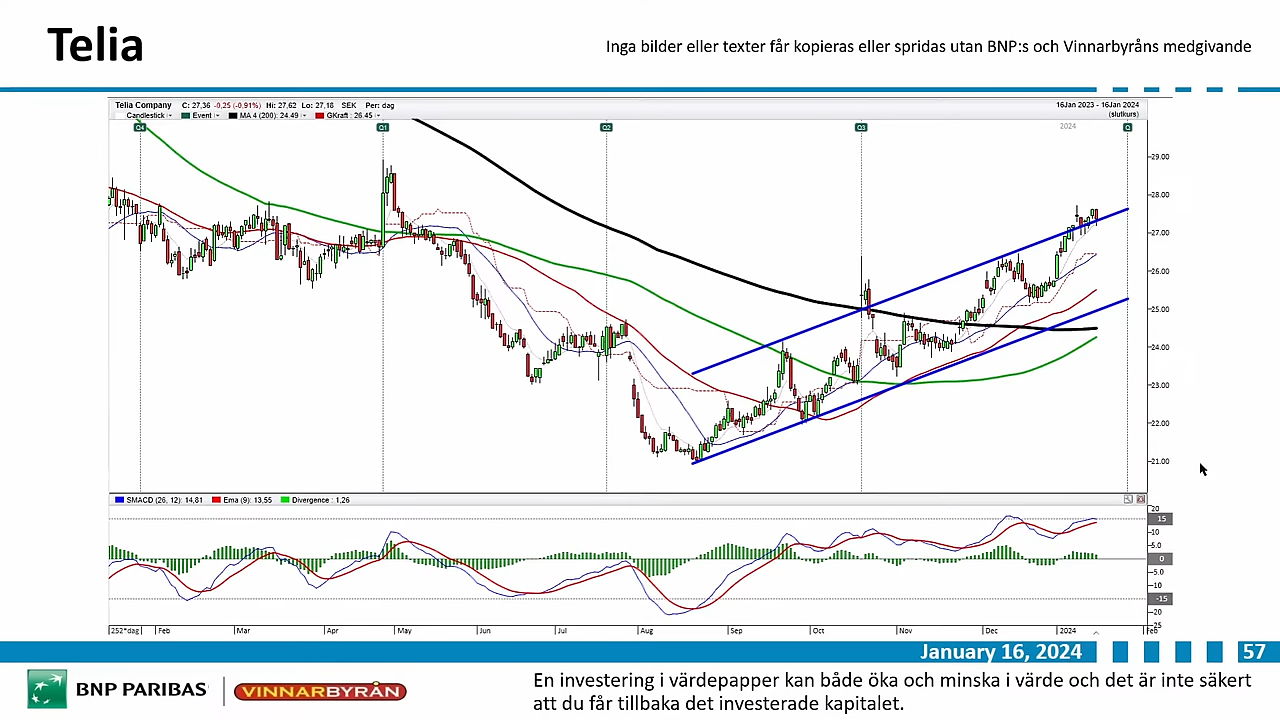 Telia
Inga bilder eller texter får kopieras eller spridas utan BNP:s och Vinnarbyråns medgivande
Telia Company C: 27,36 -0,25 (-0,91%) Hi: 27,62 Lo: 27,18 SEK Per: dag
16Jan 2023 - 16Jan 2024
Candlestick Event MA 4 (200): 24.49 GKraft : 26.45
(slutkurs)
Q4 Q1 Q2 Q3 2024 Q
29.00
28.00
27.00
26.00
25.00
24.00
23.00
22.00
21.00
SMACD (26, 12): 14,81 Ema (9): 13,55 Divergence : 1,26
20
15
10
5.0
0
-5.0
-10
-15
-20
-25
252*dag Feb Mar Apr May Jun Jul Aug Sep Oct Nov Dec 2024 Feb
January 16, 2024 57
BNP PARIBAS VINNARBYRÅN
En investering i värdepapper kan både öka och minska i värde och det är inte säkert
att du får tillbaka det investerade kapitalet.